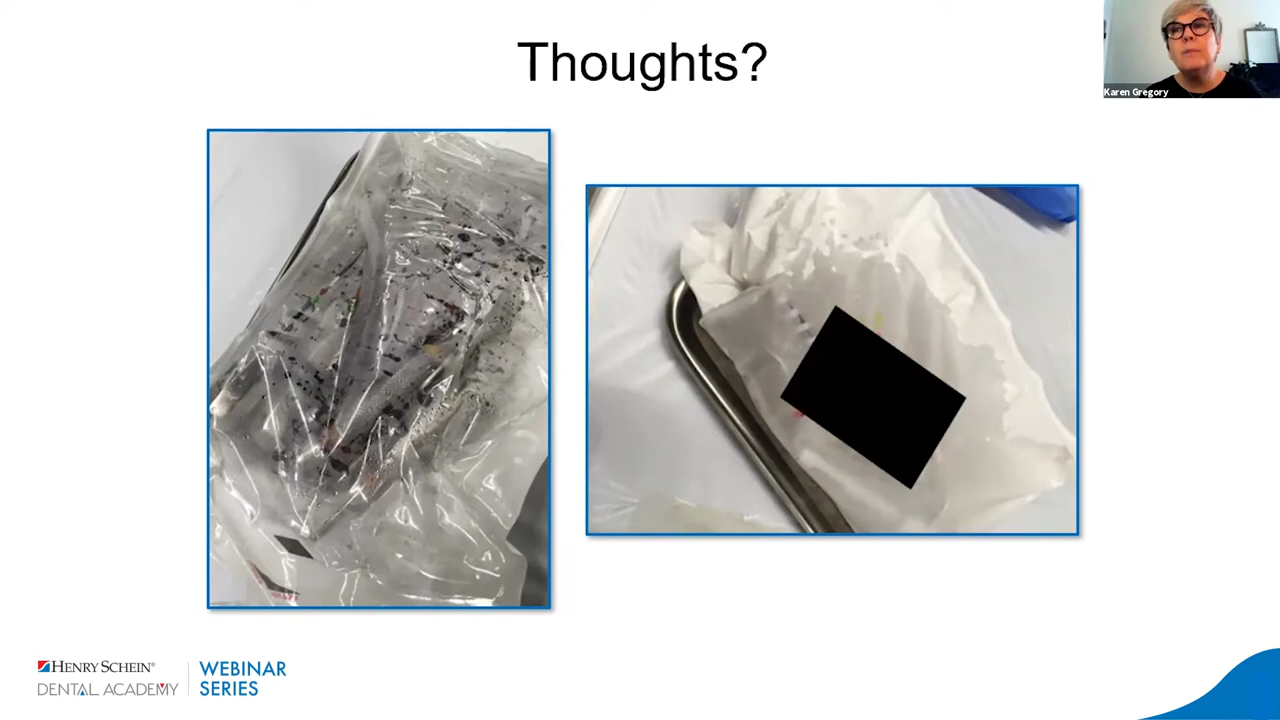 Thoughts?
Karen Gregory
HENRY SCHEIN®
DENTAL ACADEMY
WEBINAR
SERIES